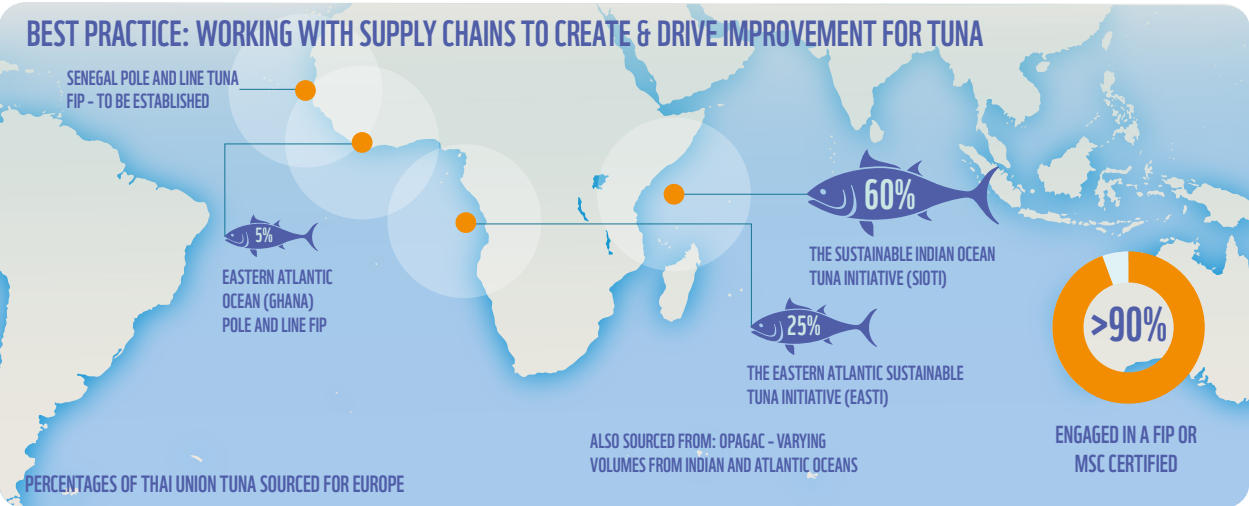 BEST PRACTICE: WORKING WITH SUPPLY CHAINS TO CREATE & DRIVE IMPROVEMENT FOR TUNA
SENEGAL POLE AND LINE TUNA
FIP – TO BE ESTABLISHED
5%
EASTERN ATLANTIC
OCEAN (GHANA)
POLE AND LINE FIP
60%
THE SUSTAINABLE INDIAN OCEAN
TUNA INITIATIVE (SIOTI)
25%
THE EASTERN ATLANTIC SUSTAINABLE
TUNA INITIATIVE (EASTI)
>90%
ENGAGED IN A FIP OR
MSC CERTIFIED
ALSO SOURCED FROM: OPAGAC – VARYING
VOLUMES FROM INDIAN AND ATLANTIC OCEANS
PERCENTAGES OF THAI UNION TUNA SOURCED FOR EUROPE